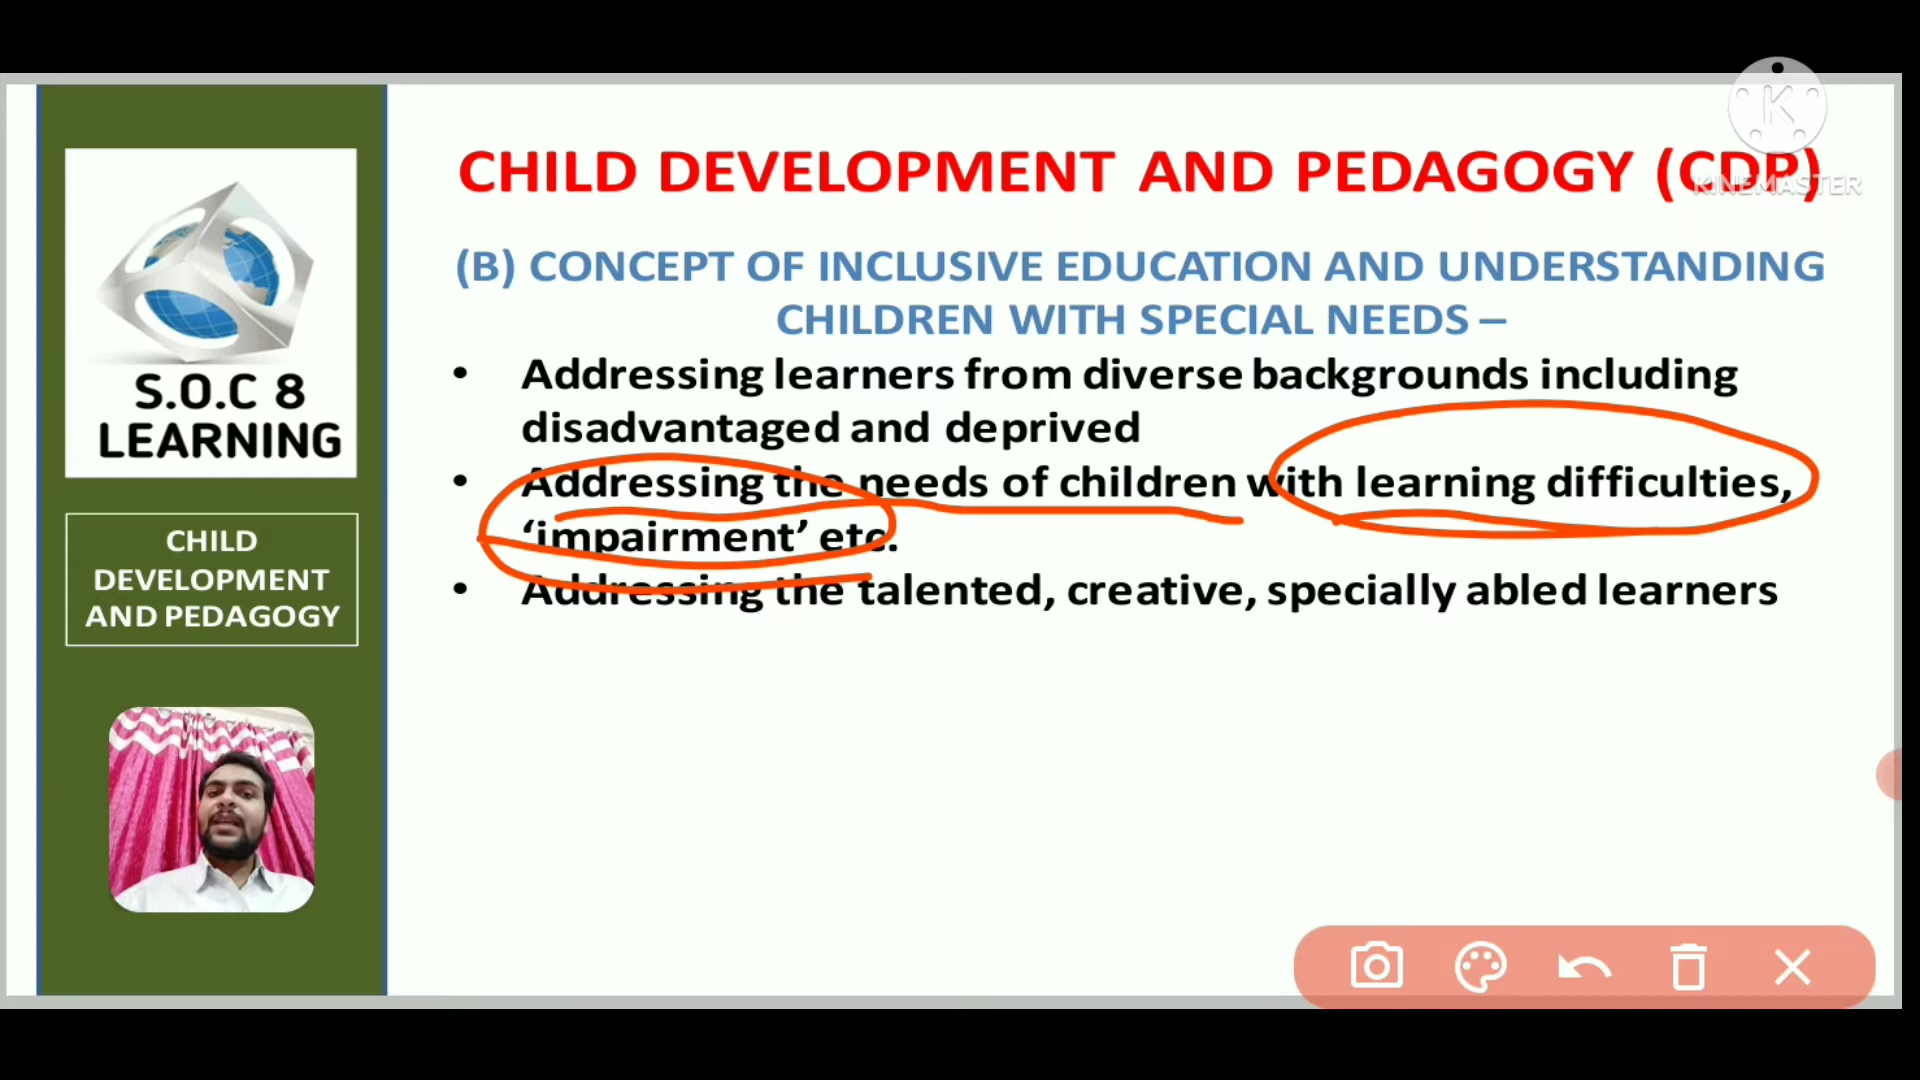 CHILD DEVELOPMENT AND PEDAGOGY (CDP)
KINEMASTER
(B) CONCEPT OF INCLUSIVE EDUCATION AND UNDERSTANDING
CHILDREN WITH SPECIAL NEEDS –
• Addressing learners from diverse backgrounds including
disadvantaged and deprived
• Addressing the needs of children with learning difficulties,
‘impairment’ etc.
• Addressing the talented, creative, specially abled learners
S.O.C 8
LEARNING
CHILD
DEVELOPMENT
AND PEDAGOGY